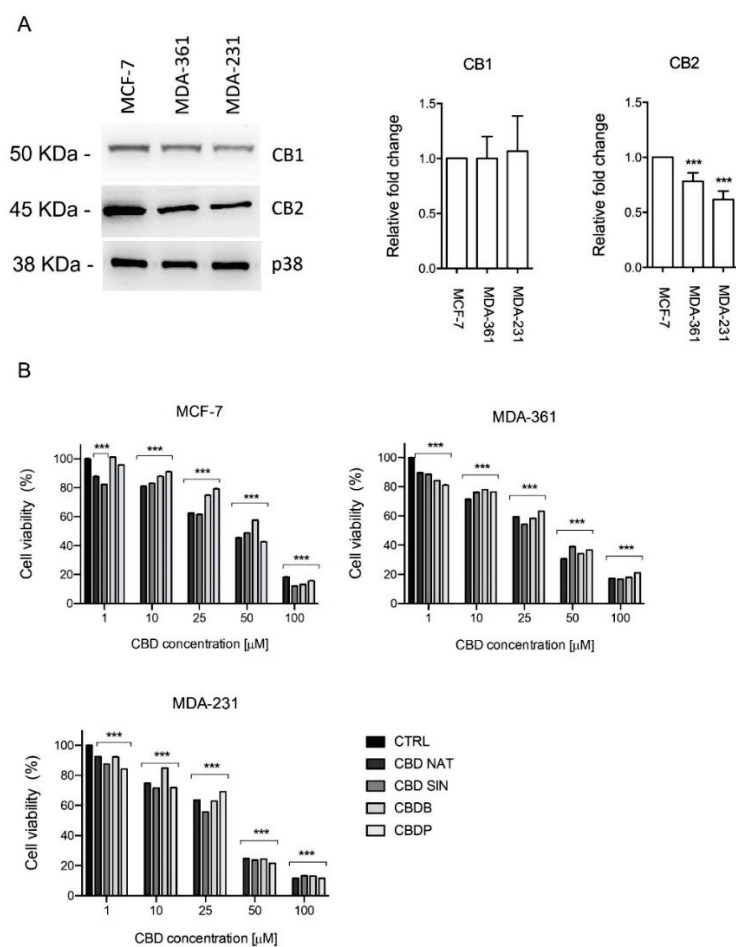 A
MCF-7
MDA-361
MDA-231
50 KDa -
CB1
45 KDa -
CB2
38 KDa -
p38
CB1
Relative fold change
1.5
1.0
0.5
0.0
MCF-7
MDA-361
MDA-231
CB2
Relative fold change
1.5
1.0
0.5
0.0
***
***
MCF-7
MDA-361
MDA-231
B
MCF-7
Cell viability (%)
100
80
60
40
20
0
***
***
***
***
***
1 10 25 50 100
CBD concentration [µM]
MDA-361
Cell viability (%)
100
80
60
40
20
0
***
***
***
***
***
1 10 25 50 100
CBD concentration [µM]
MDA-231
Cell viability (%)
100
80
60
40
20
0
***
***
***
***
***
1 10 25 50 100
CBD concentration [µM]
CTRL
CBD NAT
CBD SIN
CBDB
CBDP